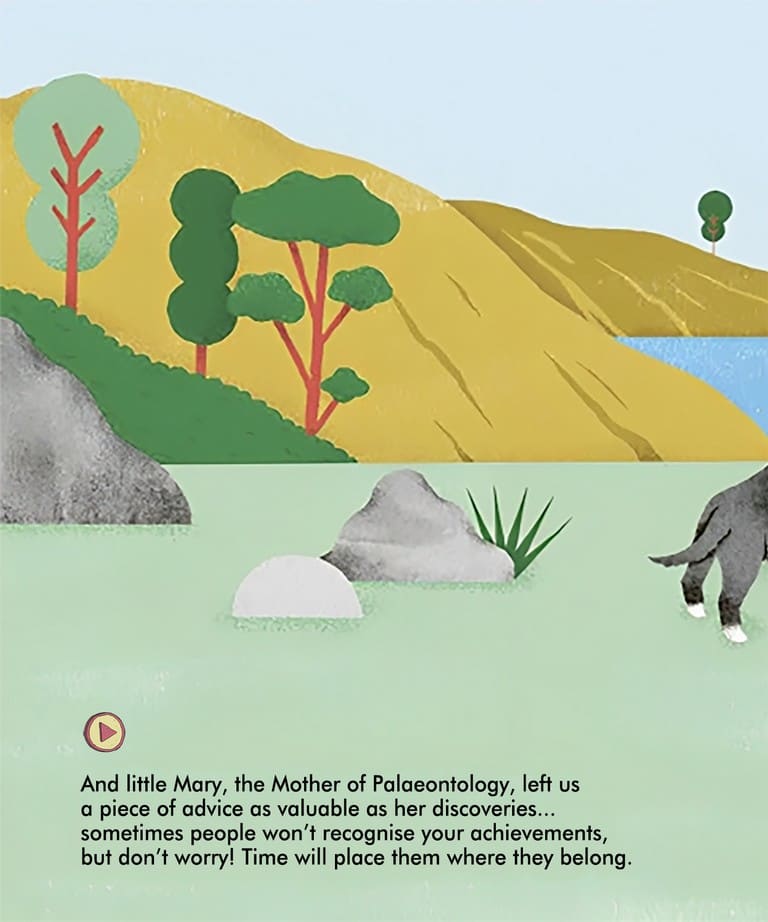 And little Mary, the Mother of Palaeontology, left us
a piece of advice as valuable as her discoveries...
sometimes people won't recognise your achievements,
but don't worry! Time will place them where they belong.